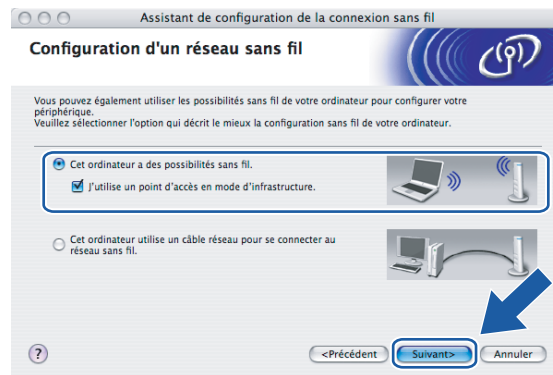 Assistant de configuration de la connexion sans fil
Configuration d'un réseau sans fil
Vous pouvez également utiliser les possibilités sans fil de votre ordinateur pour configurer votre
périphérique.
Veuillez sélectionner l'option qui décrit le mieux la configuration sans fil de votre ordinateur.
Cet ordinateur a des possibilités sans fil.
J'utilise un point d'accès en mode d'infrastructure.
Cet ordinateur utilise un câble réseau pour se connecter au
réseau sans fil.
?
<Précédent
Suivant>
Annuler